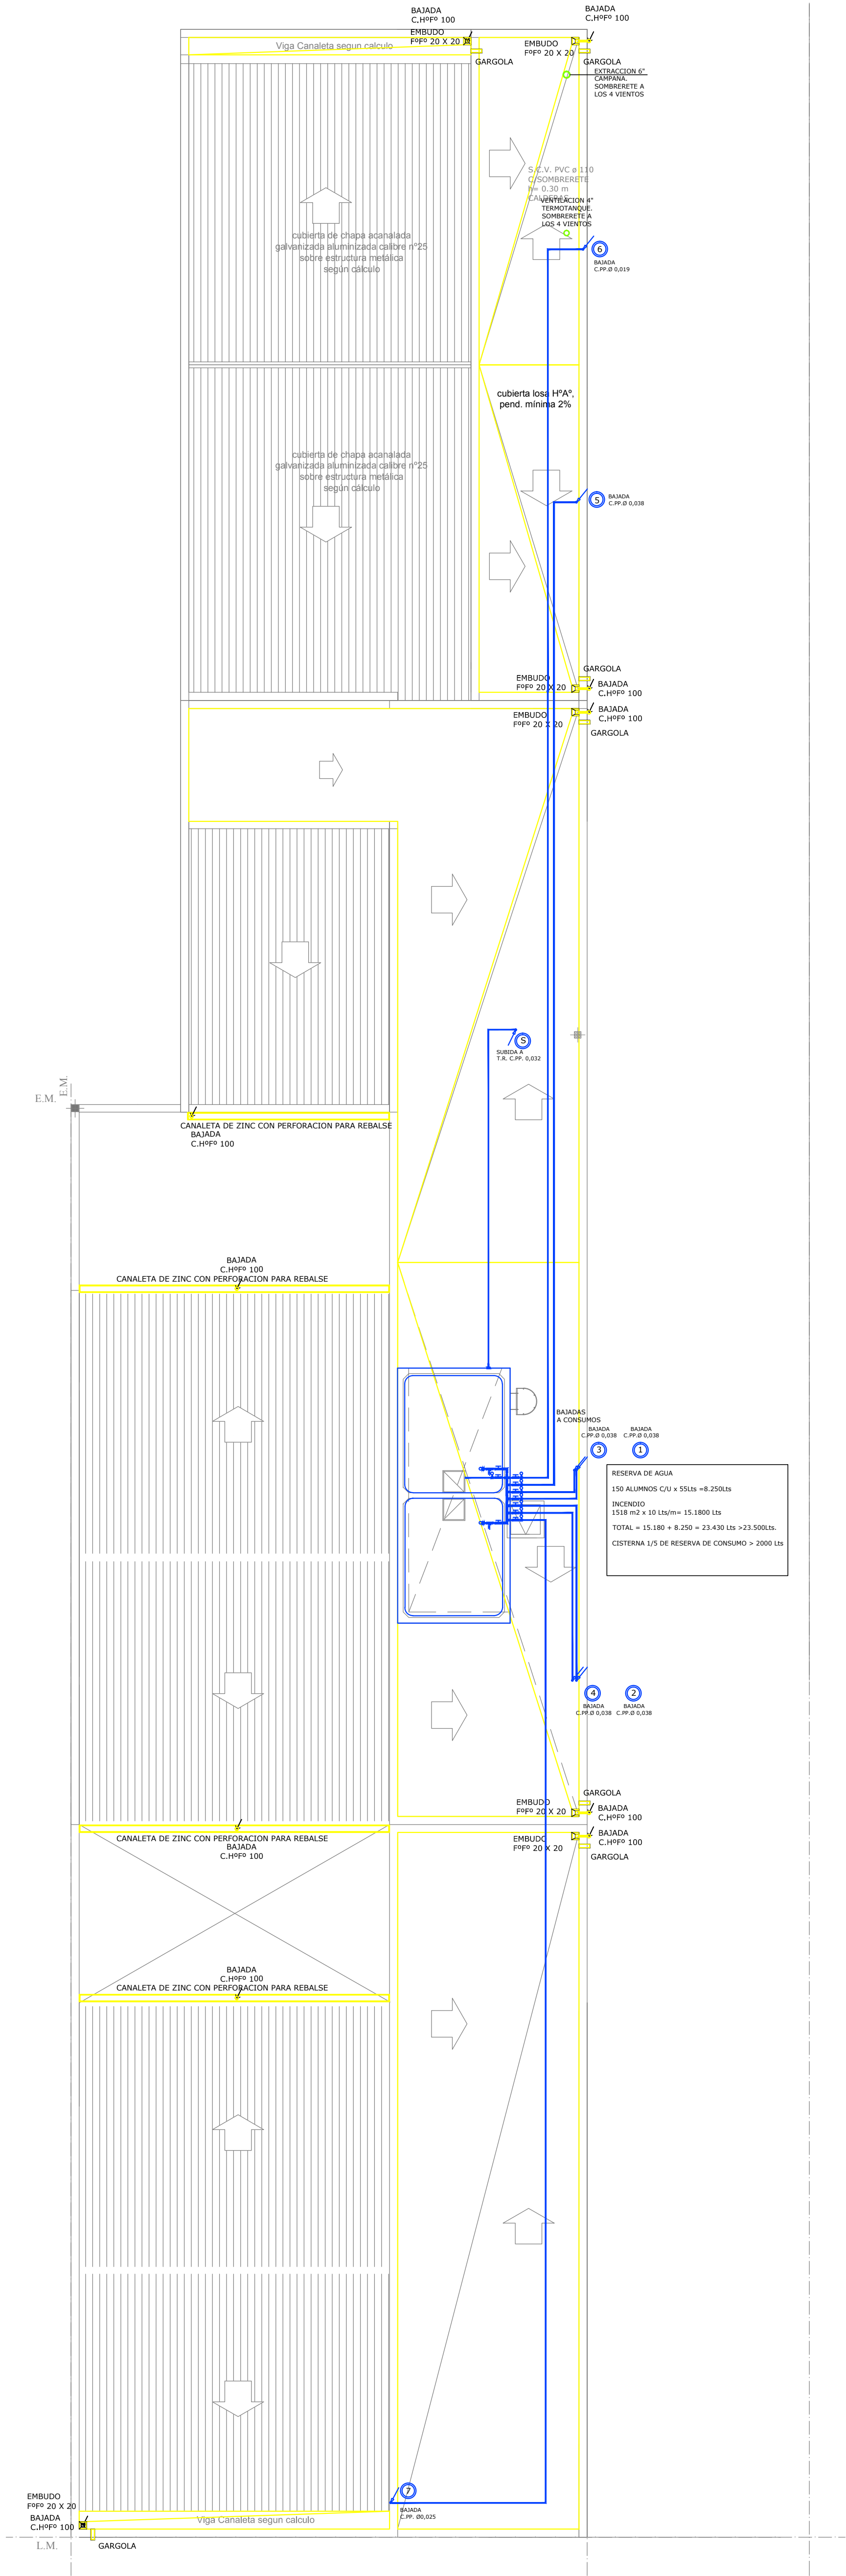 BAJADA
C.HºFº 100
BAJADA
C.HºFº 100
EMBUDO
FºFº 20 X 20
EMBUDO
FºFº 20 X 20
Viga Canaleta segun calculo
GARGOLA
GARGOLA
EXTRACCION 6"
CAMPANA.
SOMBRERETE A
LOS 4 VIENTOS
S.C.V. PVC ø 110
C/SOMBRERETE
h= 0.30 m
CALDERAS
VENTILACION 4"
TERMOTANQUE.
SOMBRERETE A
LOS 4 VIENTOS
cubierta de chapa acanalada
galvanizada aluminizada calibre nº25
sobre estructura metálica
según cálculo
6
BAJADA
C.PP.Ø 0,019
cubierta losa HºAº,
pend. mínima 2%
cubierta de chapa acanalada
galvanizada aluminizada calibre nº25
sobre estructura metálica
según cálculo
5
BAJADA
C.PP.Ø 0,038
GARGOLA
EMBUDO
FºFº 20 X 20
BAJADA
C.HºFº 100
BAJADA
C.HºFº 100
EMBUDO
FºFº 20 X 20
GARGOLA
S
SUBIDA A
T.R. C.PP. 0,032
E.M.
E.M.
CANALETA DE ZINC CON PERFORACION PARA REBALSE
BAJADA
C.HºFº 100
BAJADA
C.HºFº 100
CANALETA DE ZINC CON PERFORACION PARA REBALSE
BAJADAS
A CONSUMOS
BAJADA
C.PP.Ø 0,038
BAJADA
C.PP.Ø 0,038
3
1
RESERVA DE AGUA
150 ALUMNOS C/U x 55Lts =8.250Lts
INCENDIO
1518 m2 x 10 Lts/m= 15.1800 Lts
TOTAL = 15.180 + 8.250 = 23.430 Lts >23.500Lts.
CISTERNA 1/5 DE RESERVA DE CONSUMO > 2000 Lts
4
2
BAJADA
C.PP.Ø 0,038
BAJADA
C.PP.Ø 0,038
GARGOLA
EMBUDO
FºFº 20 X 20
BAJADA
C.HºFº 100
BAJADA
C.HºFº 100
EMBUDO
FºFº 20 X 20
GARGOLA
CANALETA DE ZINC CON PERFORACION PARA REBALSE
BAJADA
C.HºFº 100
BAJADA
C.HºFº 100
CANALETA DE ZINC CON PERFORACION PARA REBALSE
7
BAJADA
C.PP. Ø0,025
EMBUDO
FºFº 20 X 20
BAJADA
C.HºFº 100
Viga Canaleta segun calculo
GARGOLA
L.M.